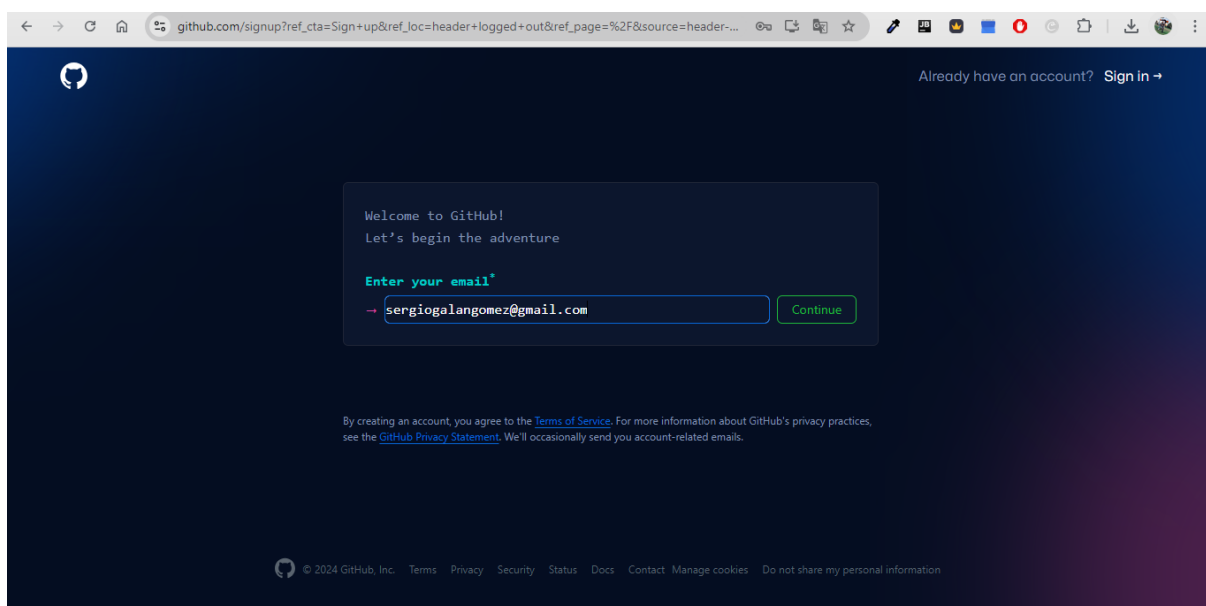 github.com/signup?ref_cta=Sign+up&ref_loc=header+logged+out&ref_page=%2F&source=header-...
Already have an account? Sign in →
Welcome to GitHub!
Let’s begin the adventure
Enter your email*
→ sergiogalangomez@gmail.com Continue
By creating an account, you agree to the Terms of Service. For more information about GitHub's privacy practices,
see the GitHub Privacy Statement. We'll occasionally send you account-related emails.
© 2024 GitHub, Inc. Terms Privacy Security Status Docs Contact Manage cookies Do not share my personal information